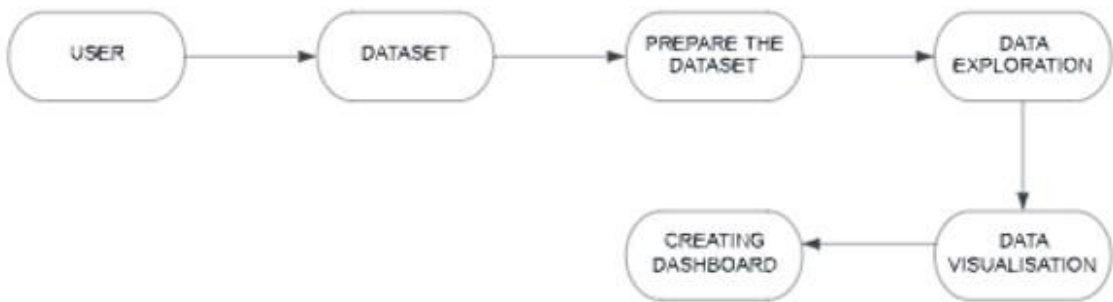 USER
DATASET
PREPARE THE
DATASET
DATA
EXPLORATION
DATA
VISUALISATION
CREATING
DASHBOARD